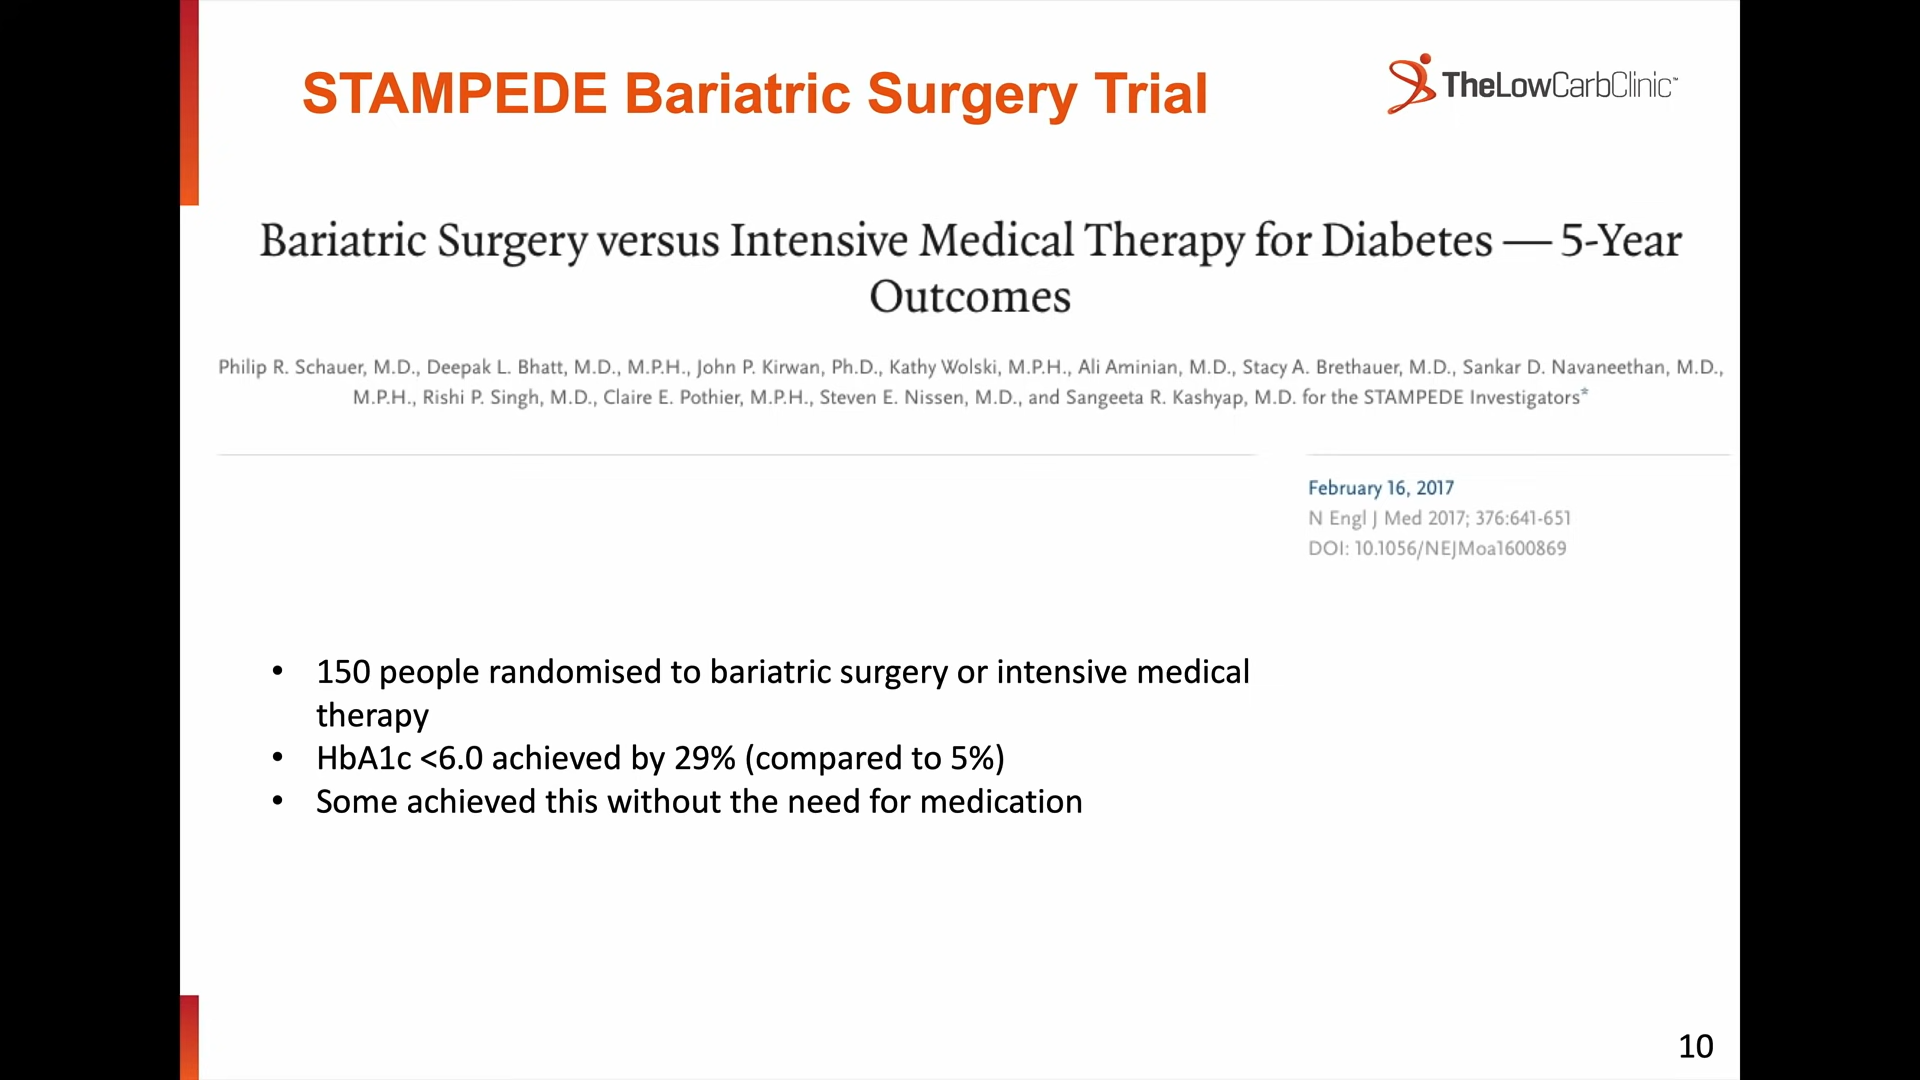 STAMPEDE Bariatric Surgery Trial
TheLowCarbClinic™
Bariatric Surgery versus Intensive Medical Therapy for Diabetes — 5-Year
Outcomes
Philip R. Schauer, M.D., Deepak L. Bhatt, M.D., M.P.H., John P. Kirwan, Ph.D., Kathy Wolski, M.P.H., Ali Aminian, M.D., Stacy A. Brethauer, M.D., Sankar D. Navaneethan, M.D.,
M.P.H., Rishi P. Singh, M.D., Claire E. Pothier, M.P.H., Steven E. Nissen, M.D., and Sangeeta R. Kashyap, M.D. for the STAMPEDE Investigators*
February 16, 2017
N Engl J Med 2017; 376:641-651
DOI: 10.1056/NEJMoa1600869
• 150 people randomised to bariatric surgery or intensive medical
therapy
• HbA1c <6.0 achieved by 29% (compared to 5%)
• Some achieved this without the need for medication
10